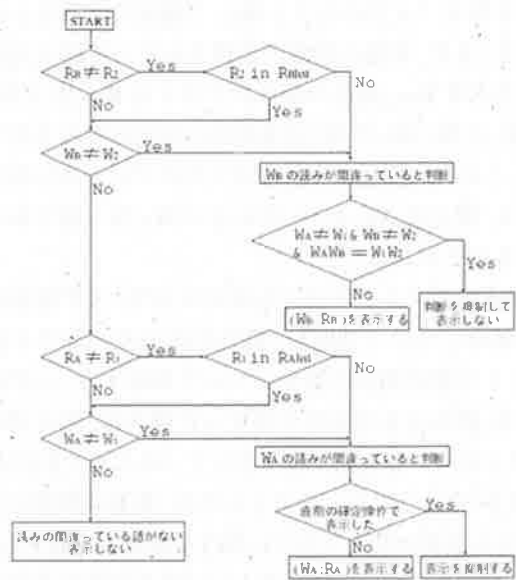 START
RB≠R2
Yes
R2 in RBkwd
No
No
Yes
WB≠W2
Yes
No
WBの読みが間違っていると判断
WA≠W1& WB≠W2
& WAWB=W1W2
Yes
No
(WB RB)を表示する
判断を抑制して
表示しない
RA≠R1
Yes
R1 in RAkwd
No
No
Yes
WA≠W1
Yes
No
WAの読みが間違っていると判断
直前の確定操作で
表示した
Yes
No
読みの間違っている語がない
表示しない
(WA:RA)を表示する
表示を抑制する